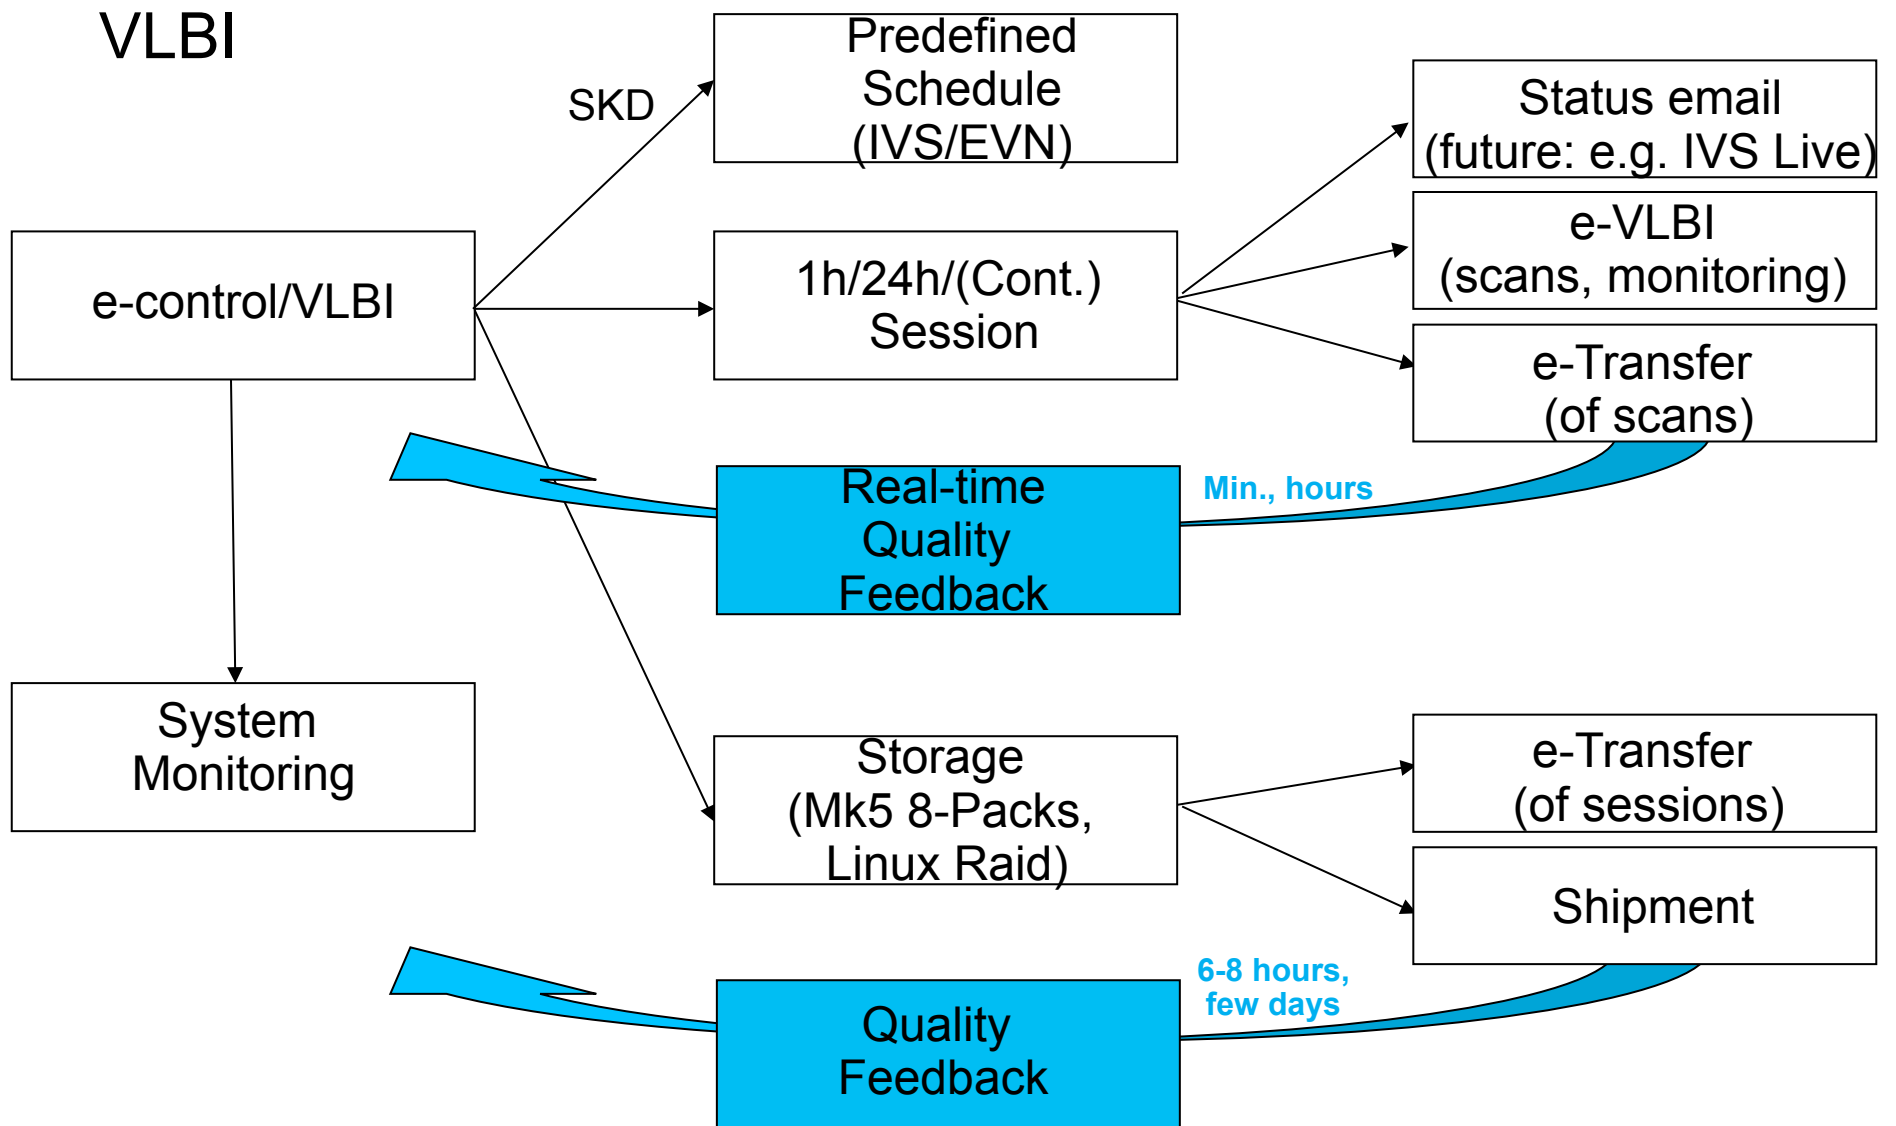 VLBI
SKD
Predefined
Schedule
(IVS/EVN)
Status email
(future: e.g. IVS Live)
e-VLBI
(scans, monitoring)
e-control/VLBI
1h/24h/(Cont.)
Session
e-Transfer
(of scans)
Real-time
Quality
Feedback
Min., hours
System
Monitoring
Storage
(Mk5 8-Packs,
Linux Raid)
e-Transfer
(of sessions)
Shipment
6-8 hours,
few days
Quality
Feedback